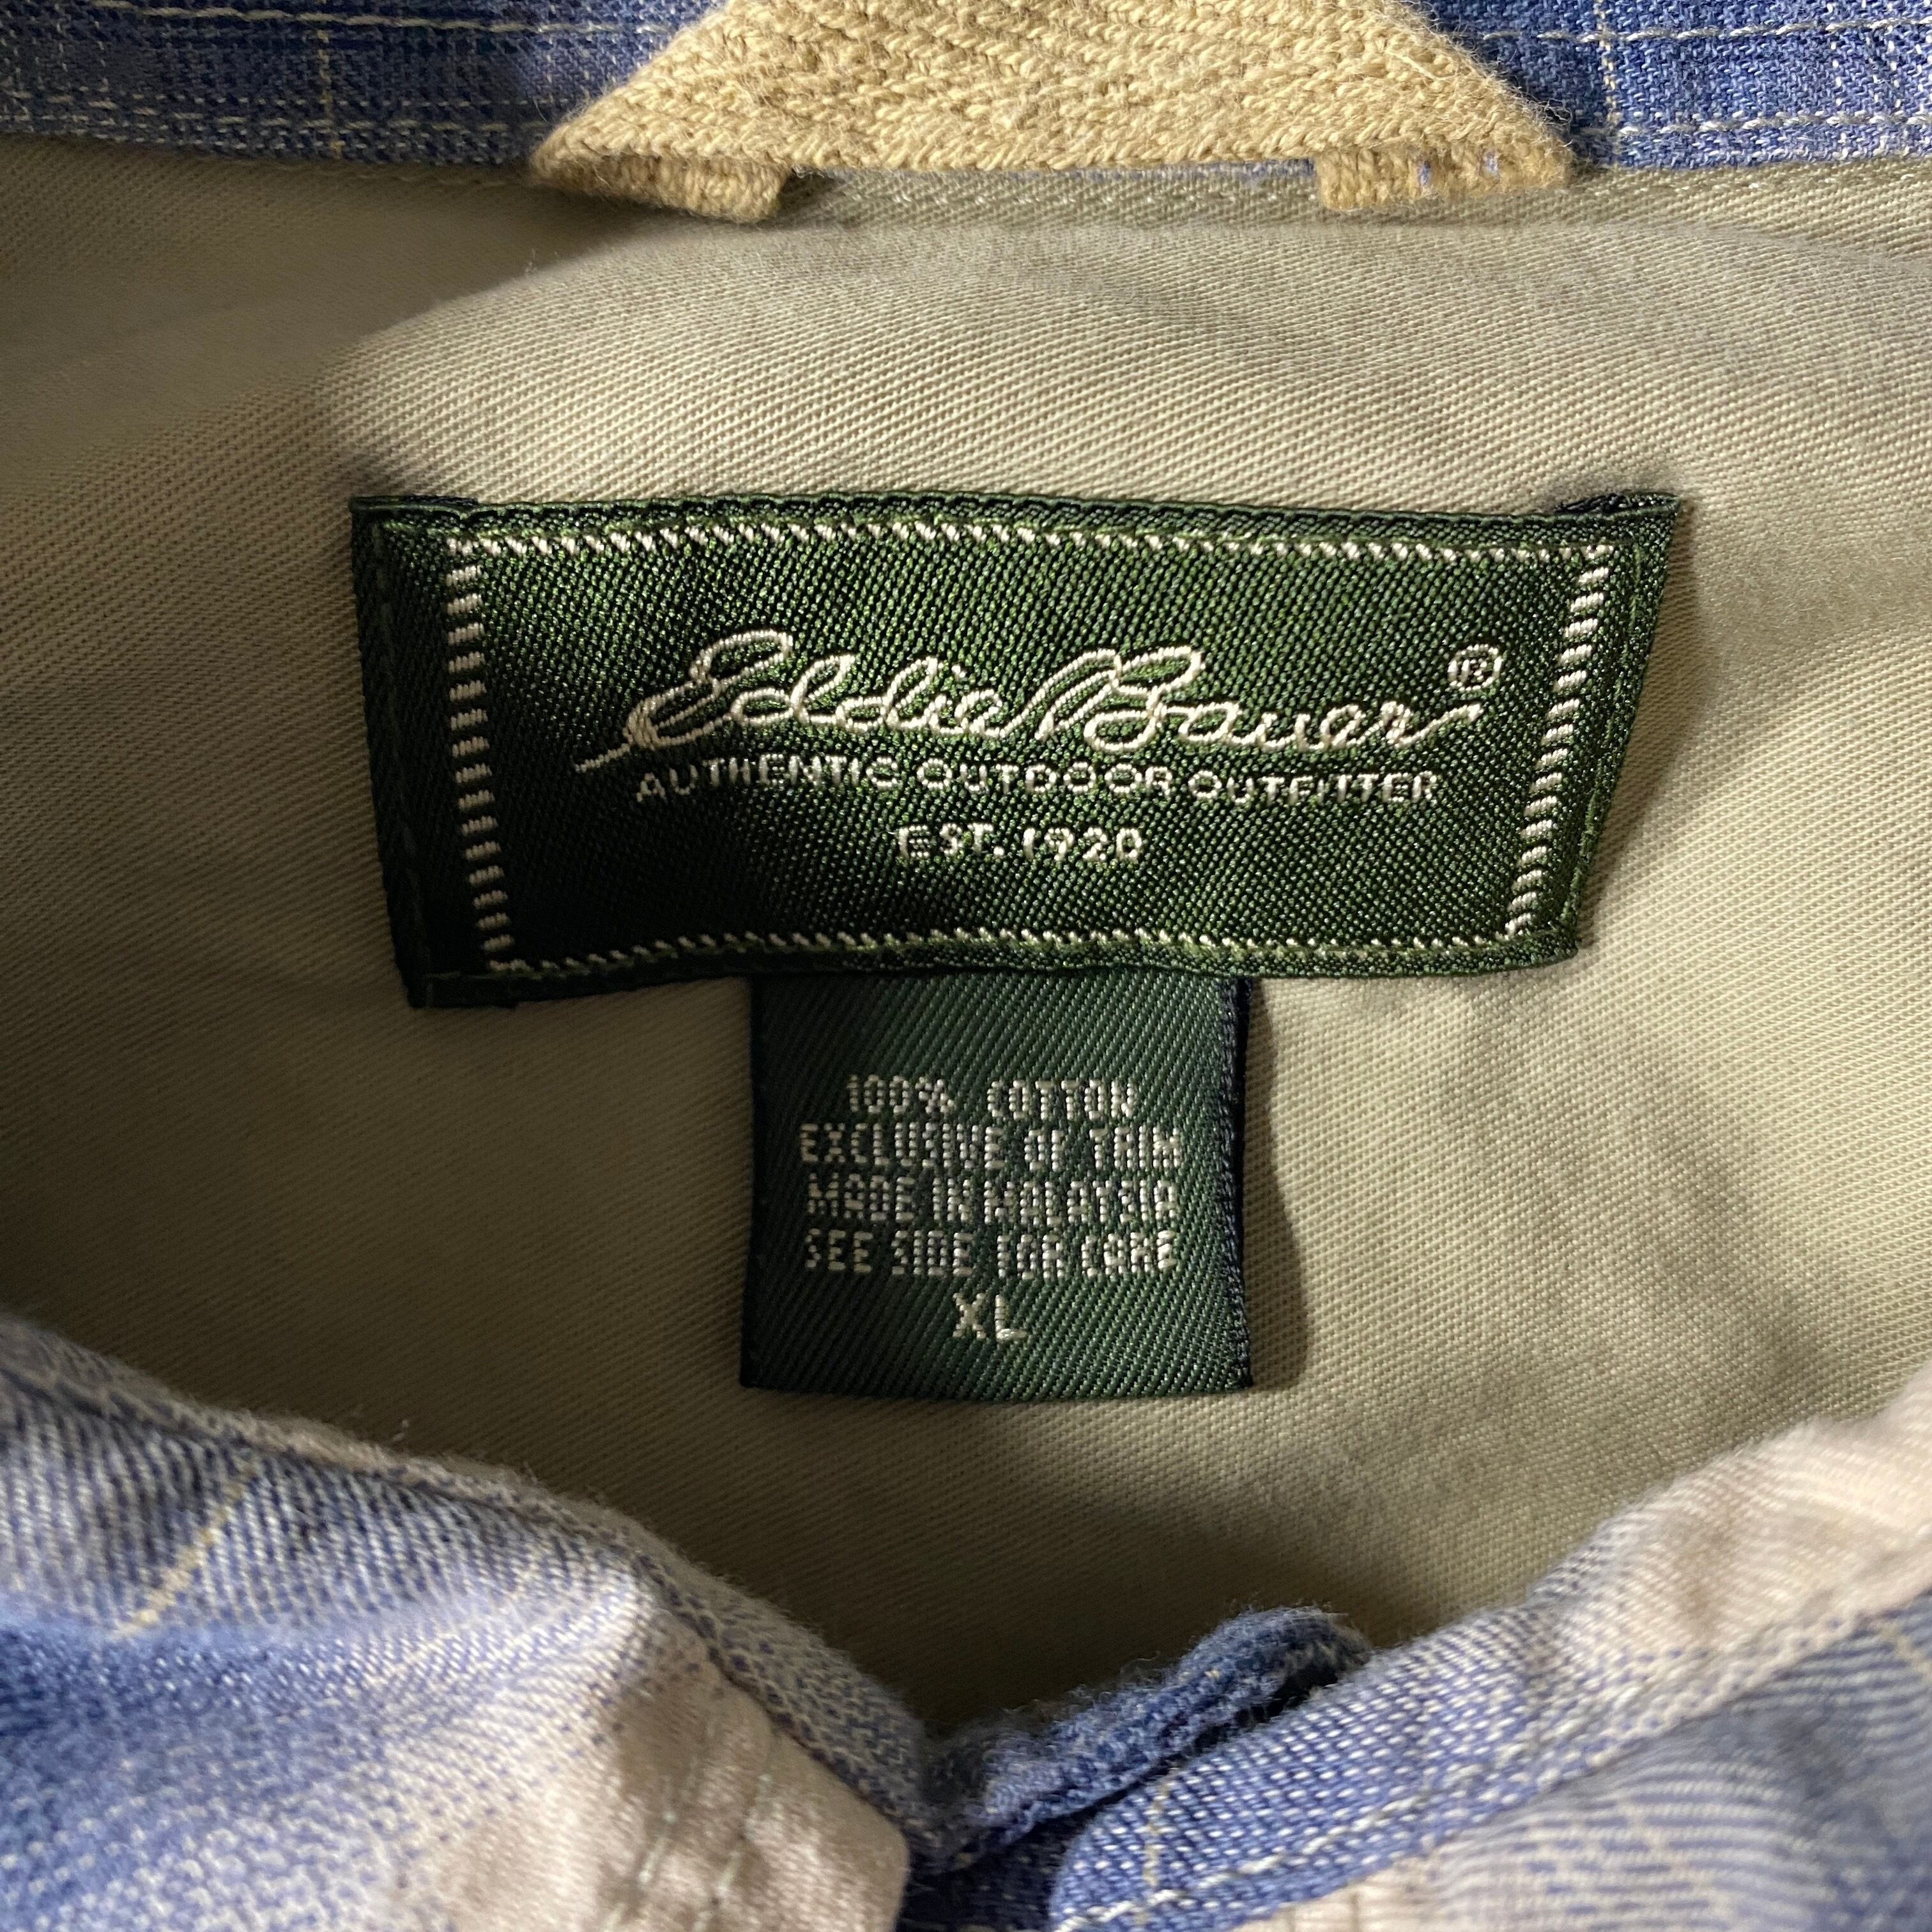 Eddie Bauer®
AUTHENTIC OUTDOOR OUTFITTER
EST. 1920
100% COTTON
EXCLUSIVE OF TRIM
MADE IN MALAYSIA
SEE SIDE FOR CARE
XL